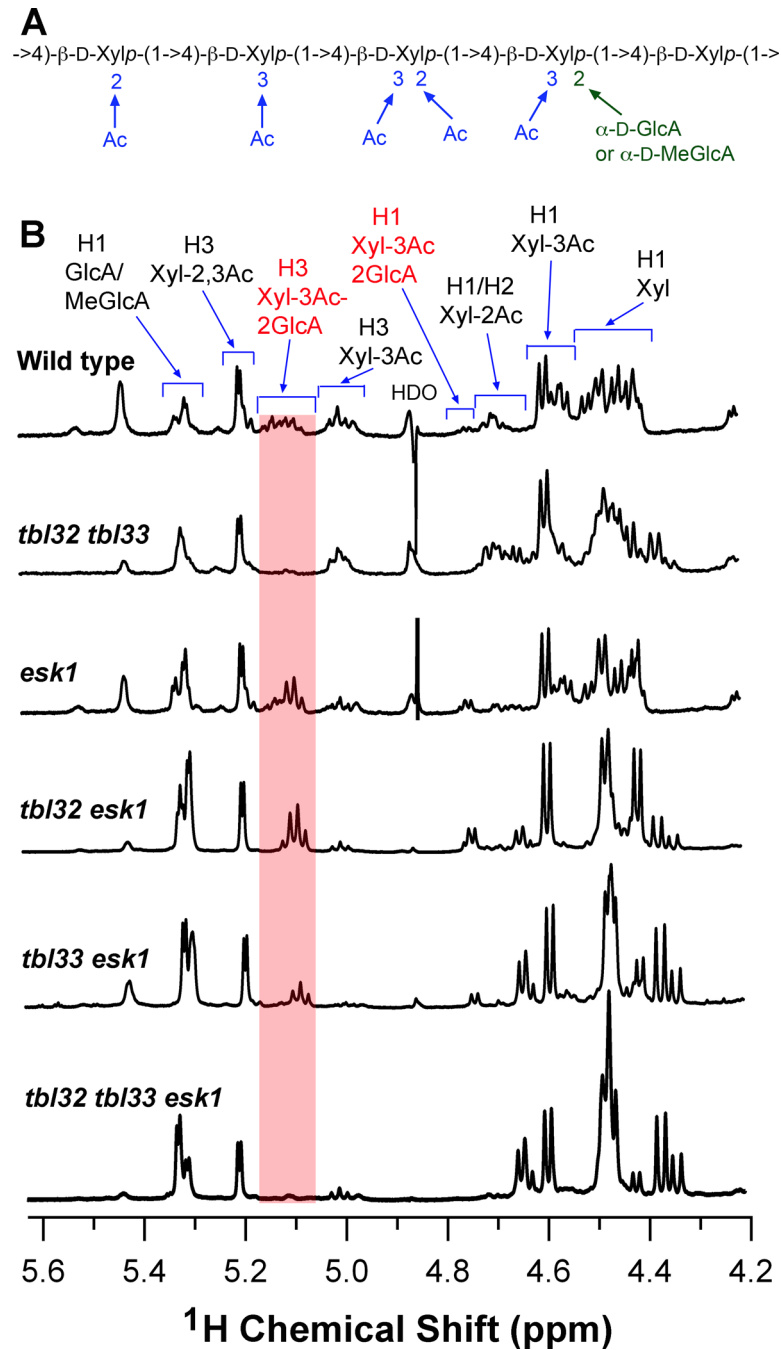 A
->4)-β-D-Xylp-(1->4)-β-D-Xylp-(1->4)-β-D-Xylp-(1->4)-β-D-Xylp-(1->4)-β-D-Xylp-(1->
2 3 3 2 3 2
Ac Ac Ac Ac Ac α-D-GlcA
or α-D-MeGlcA
B
H1
GlcA/
MeGlcA
H3
Xyl-2,3Ac
H3
Xyl-3Ac-
2GlcA
H3
Xyl-3Ac
H1
Xyl-3Ac
2GlcA
H1/H2
Xyl-2Ac
H1
Xyl-3Ac
H1
Xyl
Wild type
HDO
tbl32 tbl33
esk1
tbl32 esk1
tbl33 esk1
tbl32 tbl33 esk1
5.6 5.4 5.2 5.0 4.8 4.6 4.4 4.2
1H Chemical Shift (ppm)